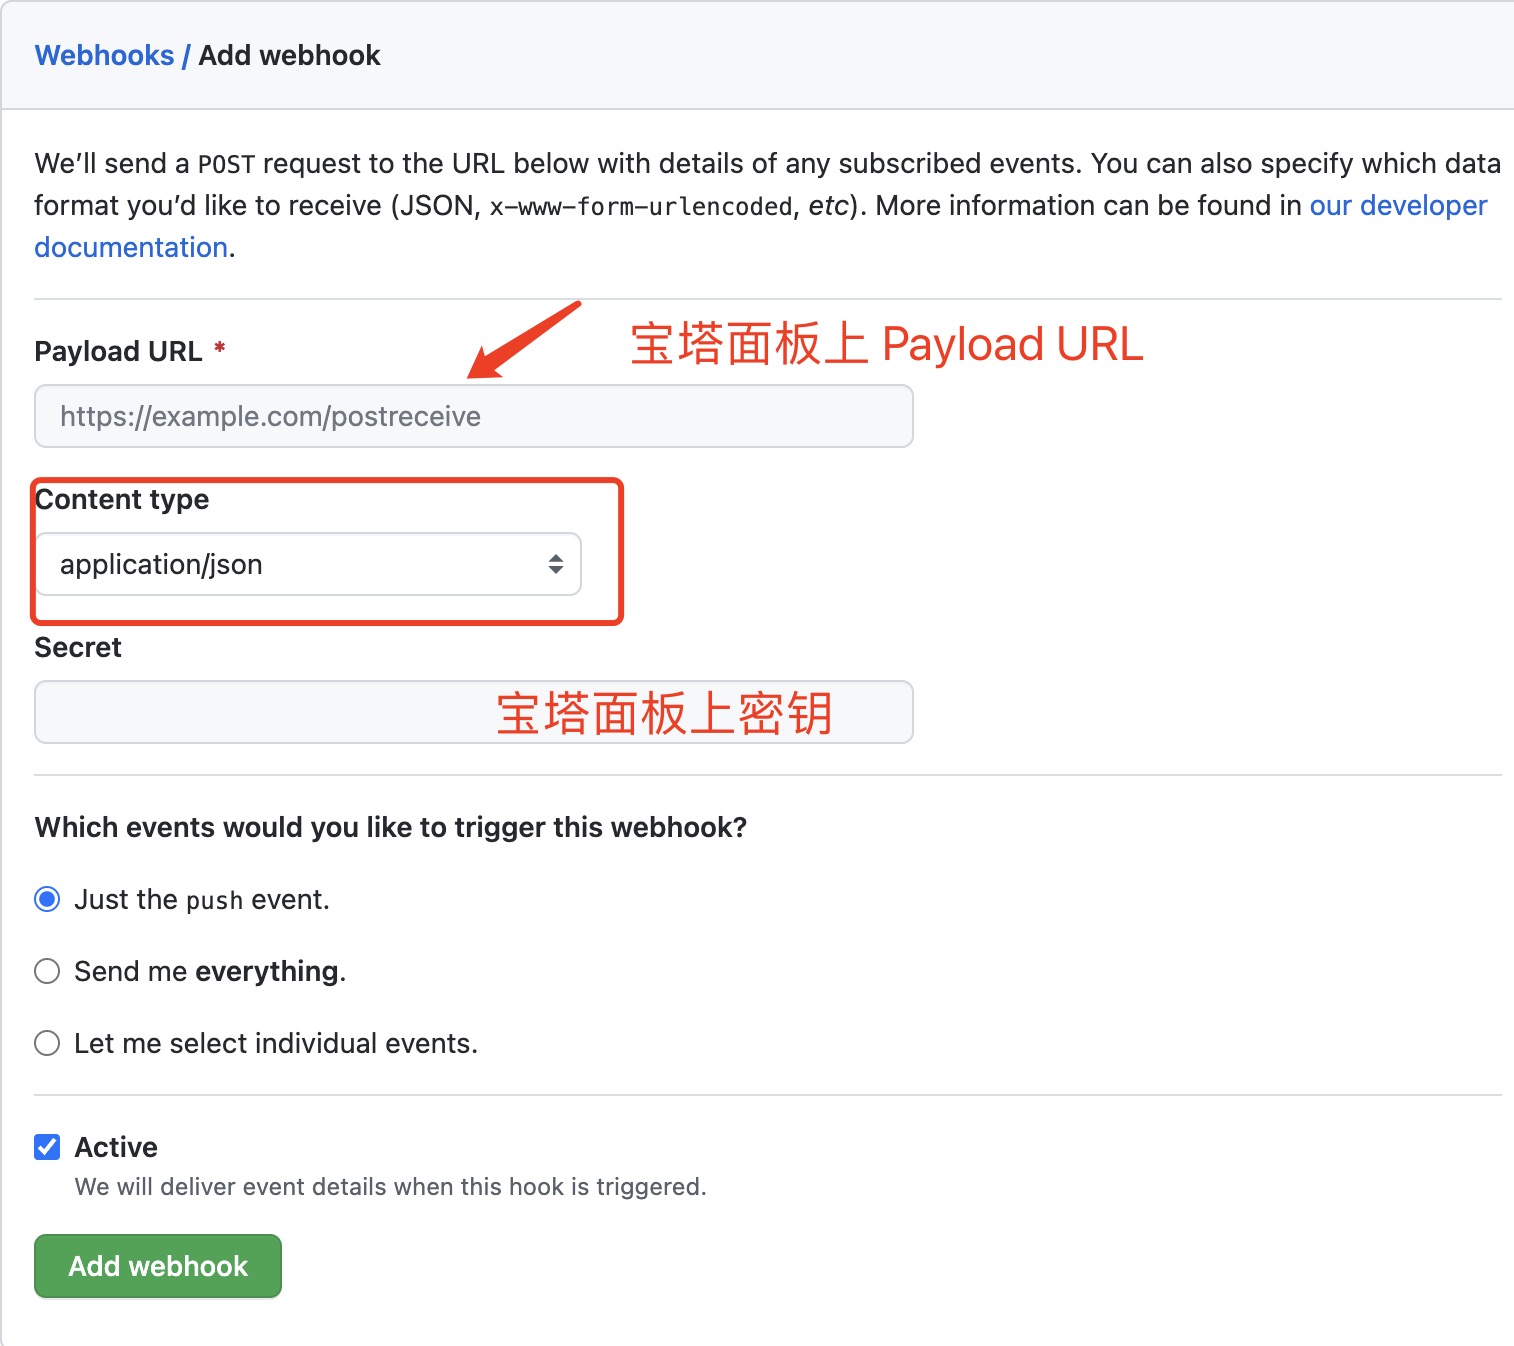 Webhooks / Add webhook
We’ll send a POST request to the URL below with details of any subscribed events. You can also specify which data
format you’d like to receive (JSON, x-www-form-urlencoded, etc). More information can be found in our developer
documentation.
宝塔面板上 Payload URL
Payload URL *
https://example.com/postreceive
Content type
application/json
Secret
宝塔面板上密钥
Which events would you like to trigger this webhook?
Just the push event.
Send me everything.
Let me select individual events.
Active
We will deliver event details when this hook is triggered.
Add webhook